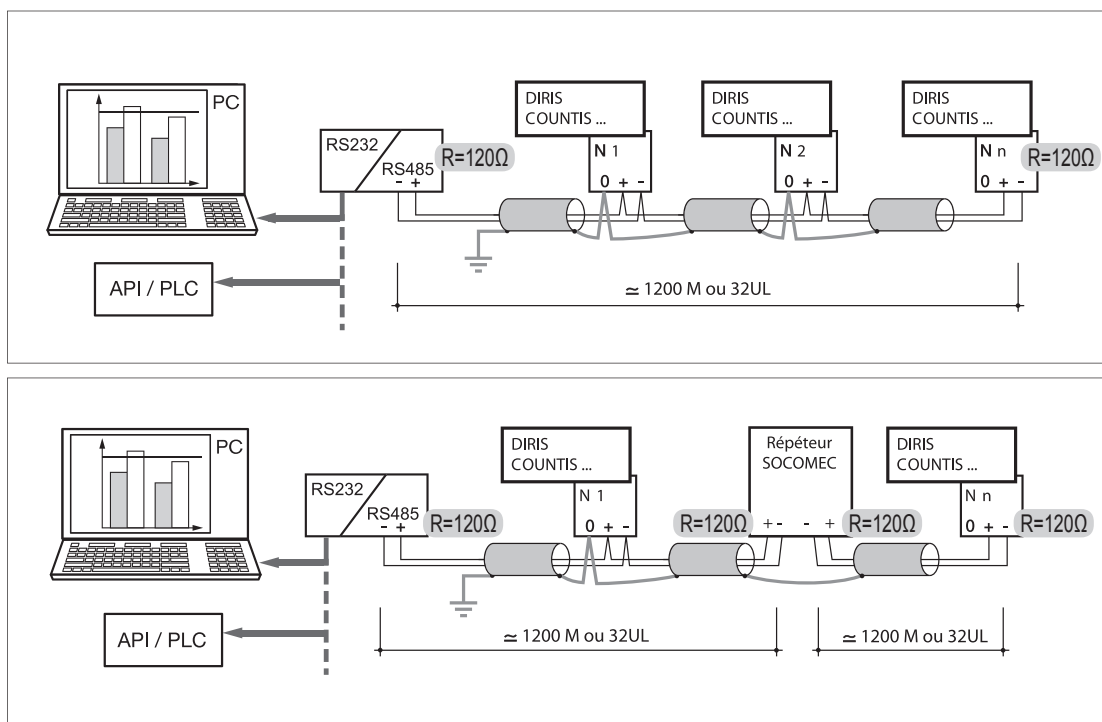 PC
RS232
RS485
- +
R=120Ω
DIRIS
COUNTIS ...
N 1
0 + -
DIRIS
COUNTIS ...
N 2
0 + -
DIRIS
COUNTIS ...
N n
0 + -
R=120Ω
API / PLC
≃ 1200 M ou 32UL
PC
RS232
RS485
- +
R=120Ω
DIRIS
COUNTIS ...
N 1
0 + -
Répéteur
SOCOMEC
R=120Ω
+ - - +
R=120Ω
DIRIS
COUNTIS ...
N n
0 + -
R=120Ω
API / PLC
≃ 1200 M ou 32UL
≃ 1200 M ou 32UL